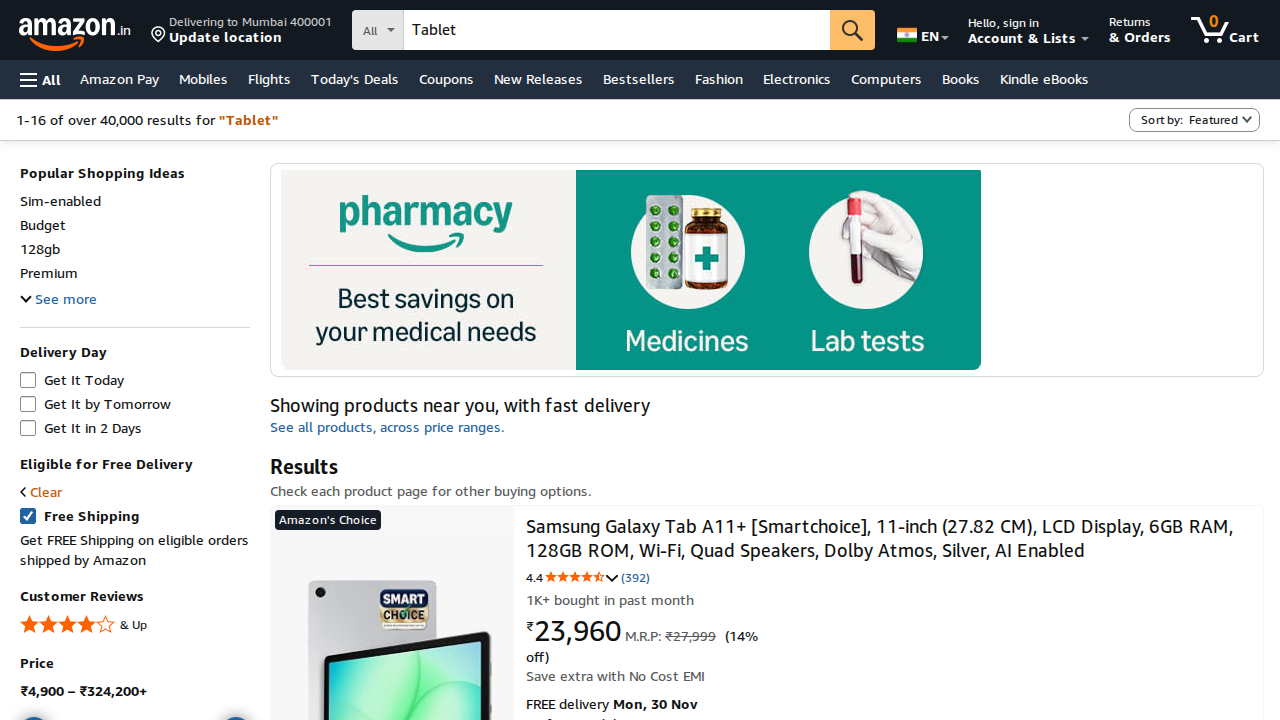 amazon.in
Delivering to Mumbai 400001
Update location
All
Tablet
EN
Hello, sign in
Account & Lists
Returns
& Orders
0
Cart
All
Amazon Pay
Mobiles
Flights
Today's Deals
Coupons
New Releases
Bestsellers
Fashion
Electronics
Computers
Books
Kindle eBooks
1-16 of over 40,000 results for "Tablet"
Sort by: Featured
Popular Shopping Ideas
Sim-enabled
Budget
128gb
Premium
See more
Delivery Day
Get It Today
Get It by Tomorrow
Get It in 2 Days
Eligible for Free Delivery
Clear
Free Shipping
Get FREE Shipping on eligible orders
shipped by Amazon
Customer Reviews
& Up
Price
₹4,900 – ₹324,200+
pharmacy
Best savings on
your medical needs
Medicines
Lab tests
Showing products near you, with fast delivery
See all products, across price ranges.
Results
Check each product page for other buying options.
Amazon's Choice
SMART
CHOICE
Samsung Galaxy Tab A11+ [Smartchoice], 11-inch (27.82 CM), LCD Display, 6GB RAM,
128GB ROM, Wi-Fi, Quad Speakers, Dolby Atmos, Silver, AI Enabled
4.4 (392)
1K+ bought in past month
₹23,960 M.R.P: ₹27,999 (14%
off)
Save extra with No Cost EMI
FREE delivery Mon, 30 Nov